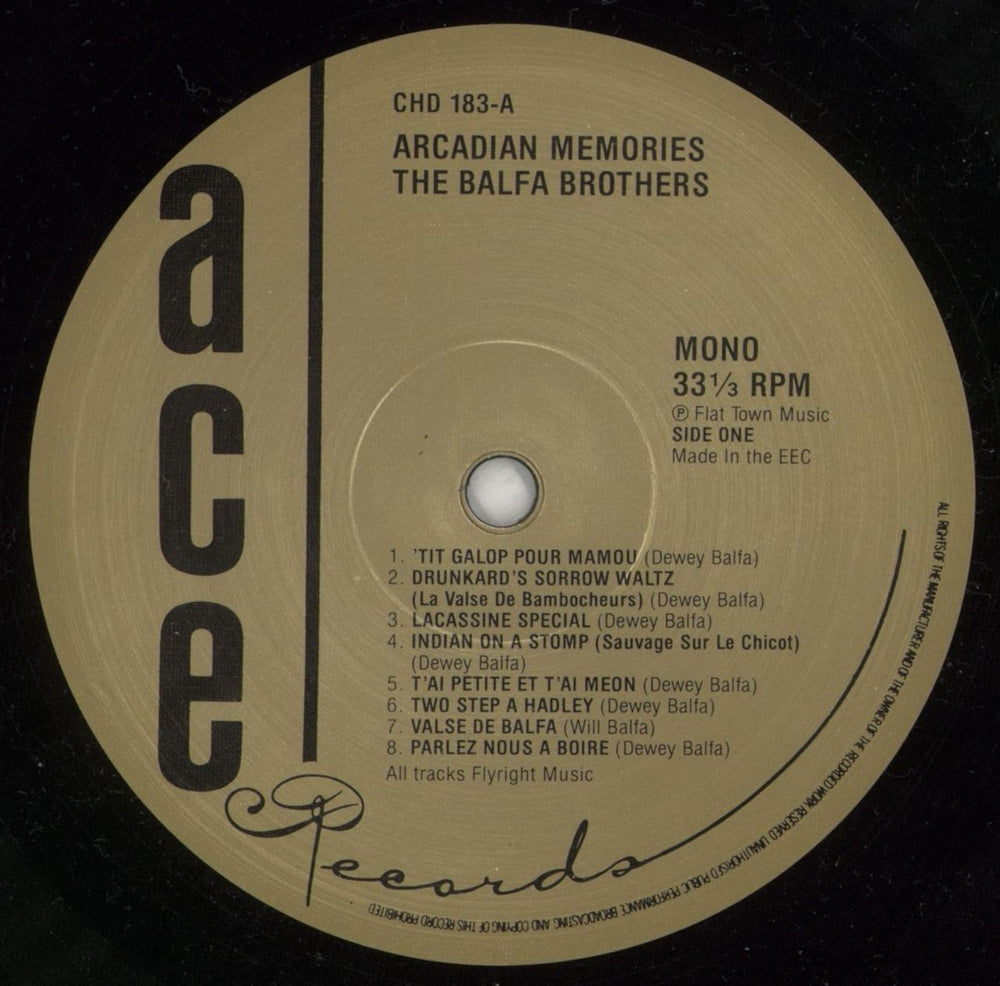 CHD 183-A
ARCADIAN MEMORIES
THE BALFA BROTHERS
ace
Records
MONO
33⅓ RPM
℗ Flat Town Music
SIDE ONE
Made In the EEC
1. 'TIT GALOP POUR MAMOU (Dewey Balfa)
2. DRUNKARD'S SORROW WALTZ
(La Valse De Bambocheurs) (Dewey Balfa)
3. LACASSINE SPECIAL (Dewey Balfa)
4. INDIAN ON A STOMP (Sauvage Sur Le Chicot)
(Dewey Balfa)
5. T'AI PETITE ET T'AI MEON (Dewey Balfa)
6. TWO STEP A HADLEY (Dewey Balfa)
7. VALSE DE BALFA (Will Balfa)
8. PARLEZ NOUS A BOIRE (Dewey Balfa)
All tracks Flyright Music
ALL RIGHTS OF THE MANUFACTURER AND OF THE OWNER OF THE RECORDED WORK RESERVED UNAUTHORISED PUBLIC PERFORMANCE BROADCASTING AND COPYING OF THIS RECORD PROHIBITED